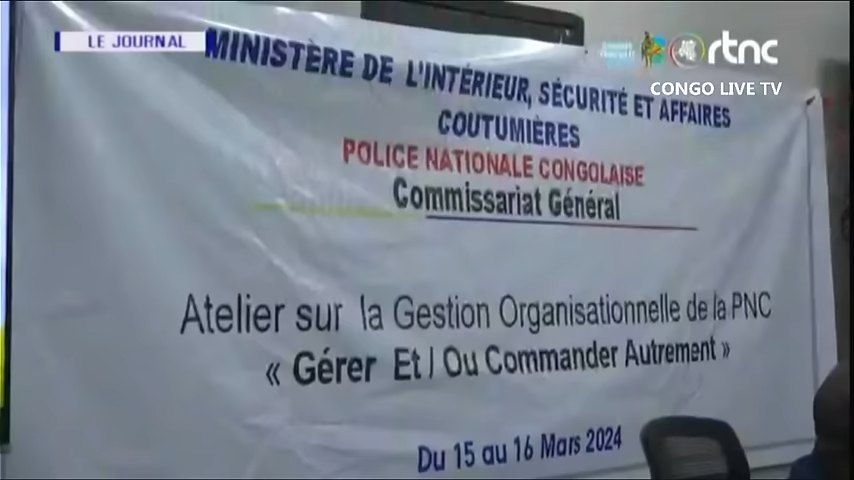 LE JOURNAL
rtnc
CONGO LIVE TV
MINISTÈRE DE L'INTÉRIEUR, SÉCURITÉ ET AFFAIRES
COUTUMIÈRES
POLICE NATIONALE CONGOLAISE
Commissariat Général
Atelier sur la Gestion Organisationnelle de la PNC
« Gérer Et / Ou Commander Autrement »
Du 15 au 16 Mars 2024